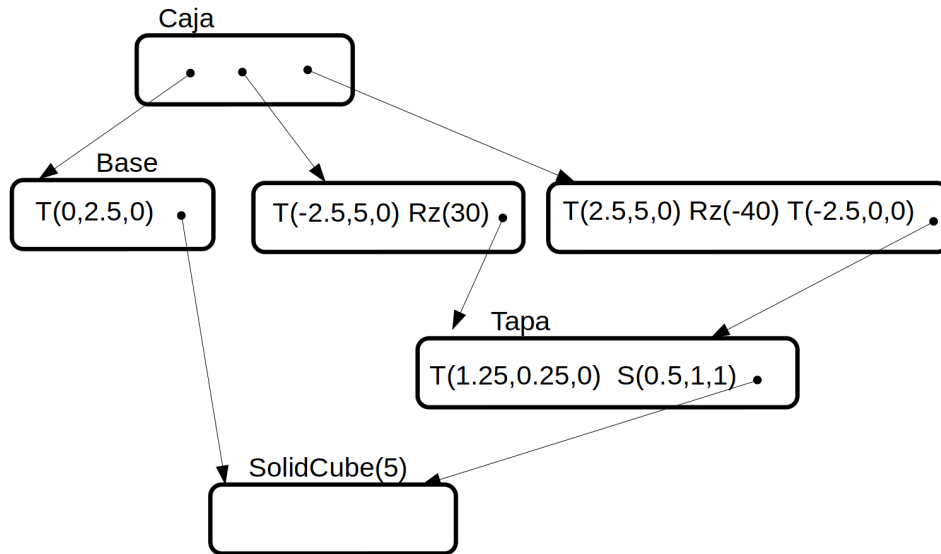 Caja
Base
T(0,2.5,0)
T(-2.5,5,0) Rz(30)
T(2.5,5,0) Rz(-40) T(-2.5,0,0)
Tapa
T(1.25,0.25,0) S(0.5,1,1)
SolidCube(5)